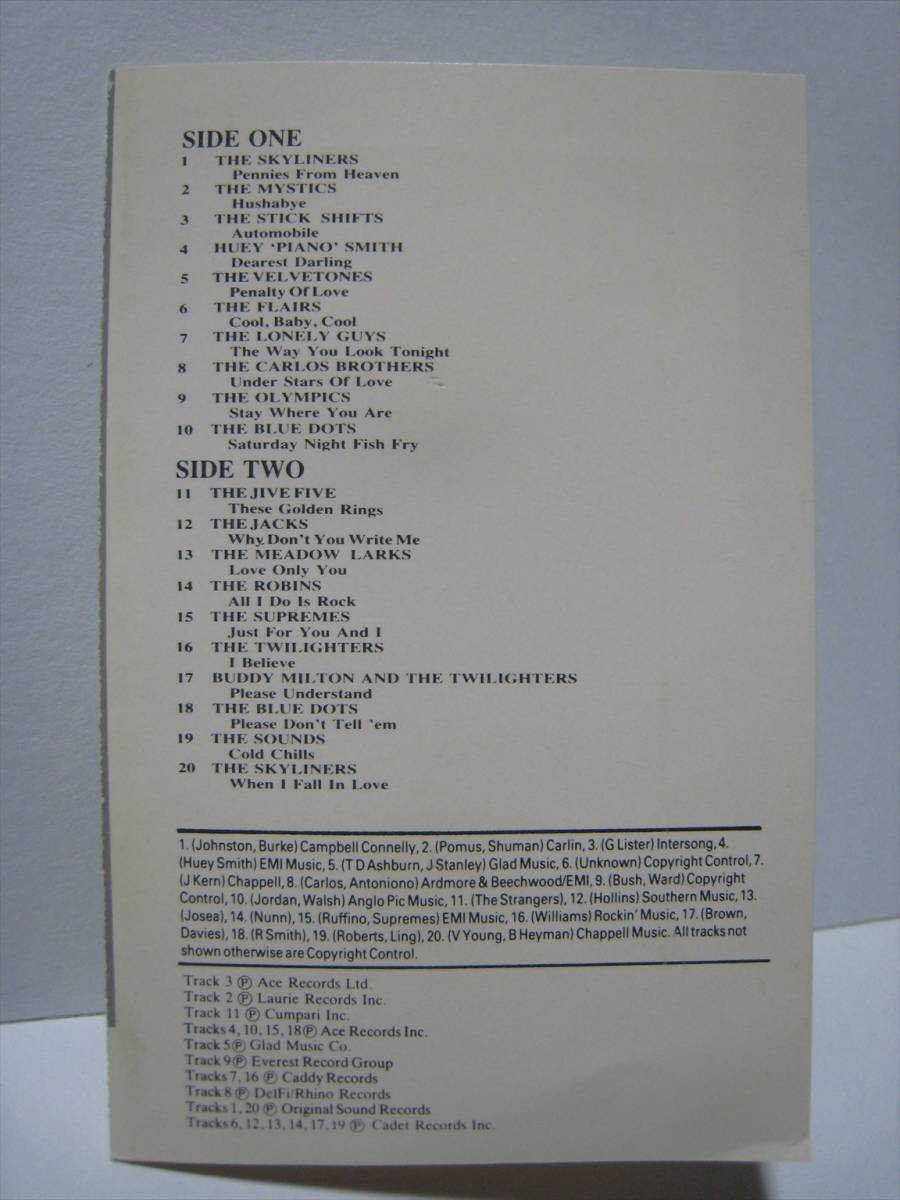 SIDE ONE
1 THE SKYLINERS
Pennies From Heaven
2 THE MYSTICS
Hushabye
3 THE STICK SHIFTS
Automobile
4 HUEY 'PIANO' SMITH
Dearest Darling
5 THE VELVETONES
Penalty Of Love
6 THE FLAIRS
Cool, Baby, Cool
7 THE LONELY GUYS
The Way You Look Tonight
8 THE CARLOS BROTHERS
Under Stars Of Love
9 THE OLYMPICS
Stay Where You Are
10 THE BLUE DOTS
Saturday Night Fish Fry
SIDE TWO
11 THE JIVE FIVE
These Golden Rings
12 THE JACKS
Why, Don't You Write Me
13 THE MEADOW LARKS
Love Only You
14 THE ROBINS
All I Do Is Rock
15 THE SUPREMES
Just For You And I
16 THE TWILIGHTERS
I Believe
17 BUDDY MILTON AND THE TWILIGHTERS
Please Understand
18 THE BLUE DOTS
Please Don't Tell 'em
19 THE SOUNDS
Cold Chills
20 THE SKYLINERS
When I Fall In Love
1. (Johnston, Burke) Campbell Connelly, 2. (Pomus, Shuman) Carlin, 3. (G Lister) Intersong, 4.
(Huey Smith) EMI Music, 5. (T D Ashburn, J Stanley) Glad Music, 6. (Unknown) Copyright Control, 7.
(J Kern) Chappell, 8. (Carlos, Antoniono) Ardmore & Beechwood/EMI, 9. (Bush, Ward) Copyright
Control, 10. (Jordan, Walsh) Anglo Pic Music, 11. (The Strangers), 12. (Hollins) Southern Music, 13.
(Josea), 14. (Nunn), 15. (Ruffino, Supremes) EMI Music, 16. (Williams) Rockin' Music, 17. (Brown,
Davies), 18. (R Smith), 19. (Roberts, Ling), 20. (V Young, B Heyman) Chappell Music. All tracks not
shown otherwise are Copyright Control.
Track 3 ℗ Ace Records Ltd.
Track 2 ℗ Laurie Records Inc.
Track 11 ℗ Cumpari Inc.
Tracks 4, 10, 15, 18 ℗ Ace Records Inc.
Track 5 ℗ Glad Music Co.
Track 9 ℗ Everest Record Group
Tracks 7, 16 ℗ Caddy Records
Track 8 ℗ DelFi/Rhino Records
Tracks 1, 20 ℗ Original Sound Records
Tracks 6, 12, 13, 14, 17, 19 ℗ Cadet Records Inc.